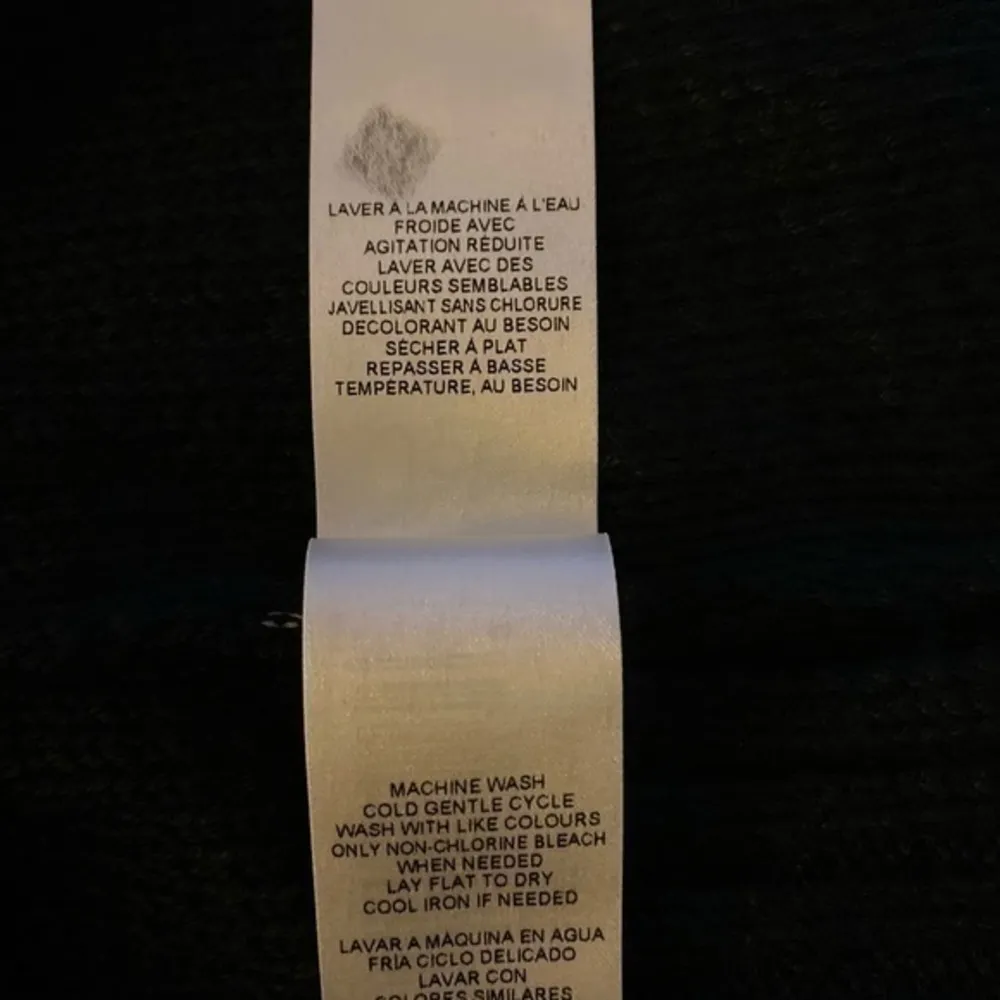 LAVER À LA MACHINE À L'EAU
FROIDE AVEC
AGITATION RÉDUITE
LAVER AVEC DES
COULEURS SEMBLABLES
JAVELLISANT SANS CHLORURE
DECOLORANT AU BESOIN
SÉCHER À PLAT
REPASSER À BASSE
TEMPÉRATURE, AU BESOIN
MACHINE WASH
COLD GENTLE CYCLE
WASH WITH LIKE COLOURS
ONLY NON-CHLORINE BLEACH
WHEN NEEDED
LAY FLAT TO DRY
COOL IRON IF NEEDED
LAVAR A MÁQUINA EN AGUA
FRÍA CICLO DELICADO
LAVAR CON
COLORES SIMILARES